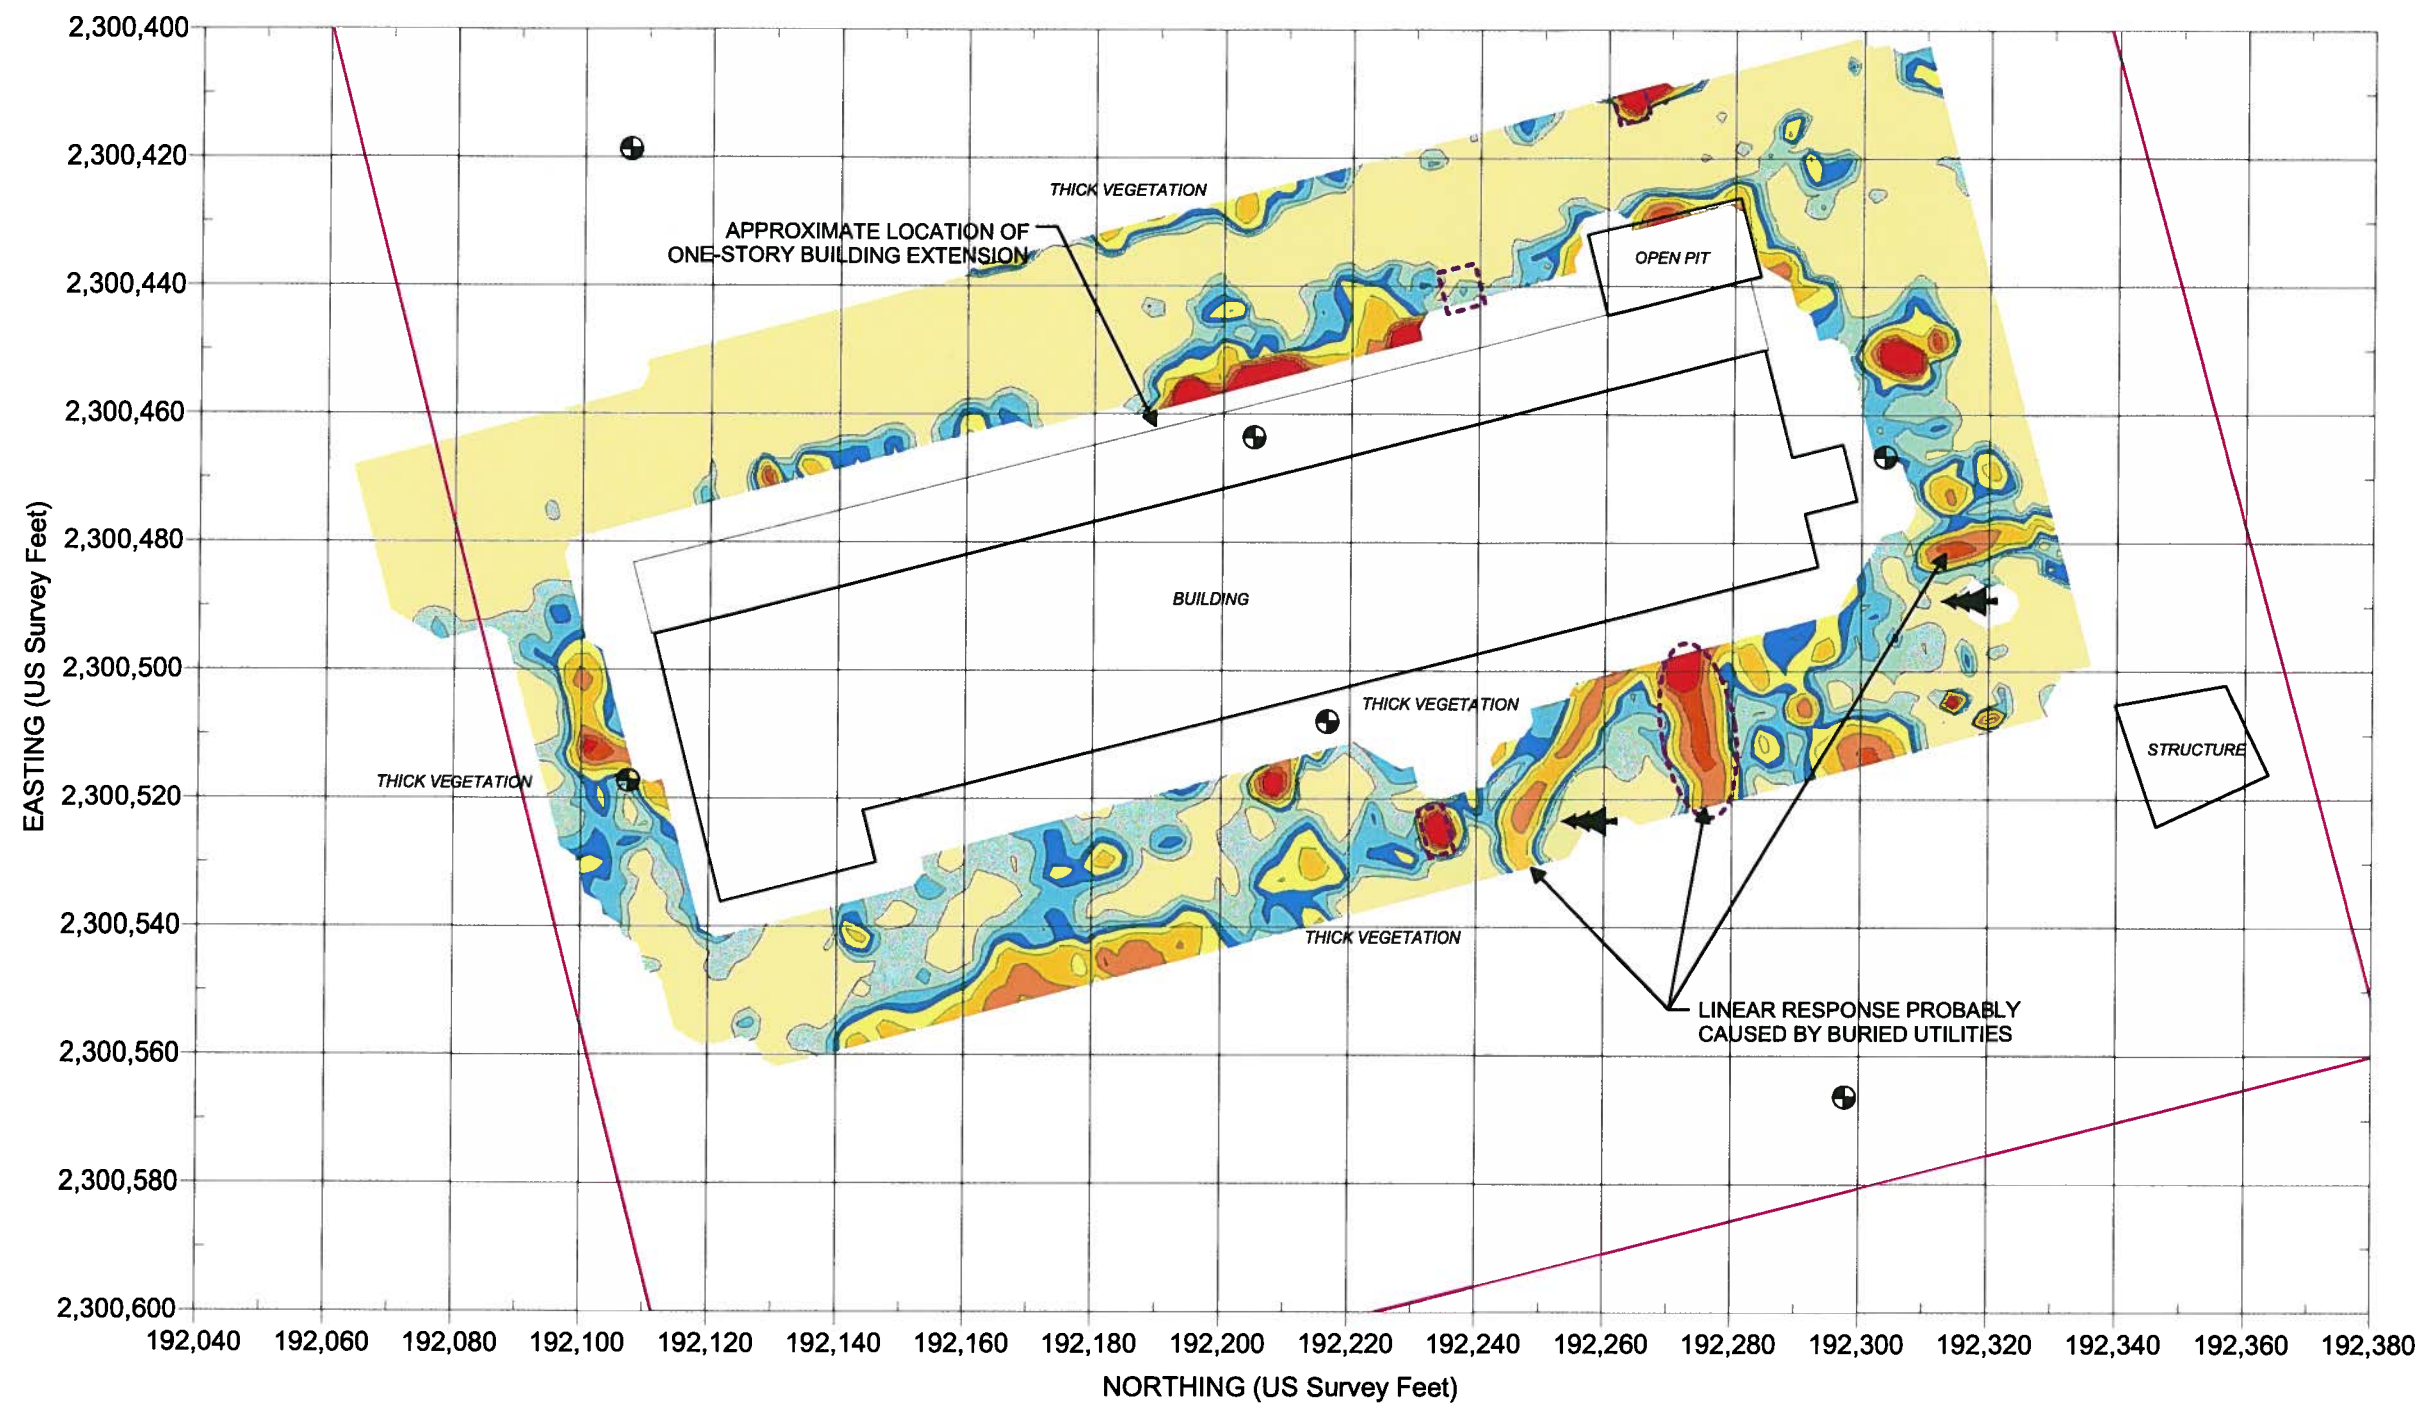 2,300,400
2,300,420
THICK VEGETATION
APPROXIMATE LOCATION OF
ONE-STORY BUILDING EXTENSION
OPEN PIT
2,300,440
2,300,460
2,300,480
BUILDING
2,300,500
THICK VEGETATION
STRUCTURE
THICK VEGETATION
2,300,520
2,300,540
THICK VEGETATION
LINEAR RESPONSE PROBABLY
CAUSED BY BURIED UTILITIES
2,300,560
2,300,580
2,300,600
EASTING (US Survey Feet)
192,040 192,060 192,080 192,100 192,120 192,140 192,160 192,180 192,200 192,220 192,240 192,260 192,280 192,300 192,320 192,340 192,360 192,380
NORTHING (US Survey Feet)